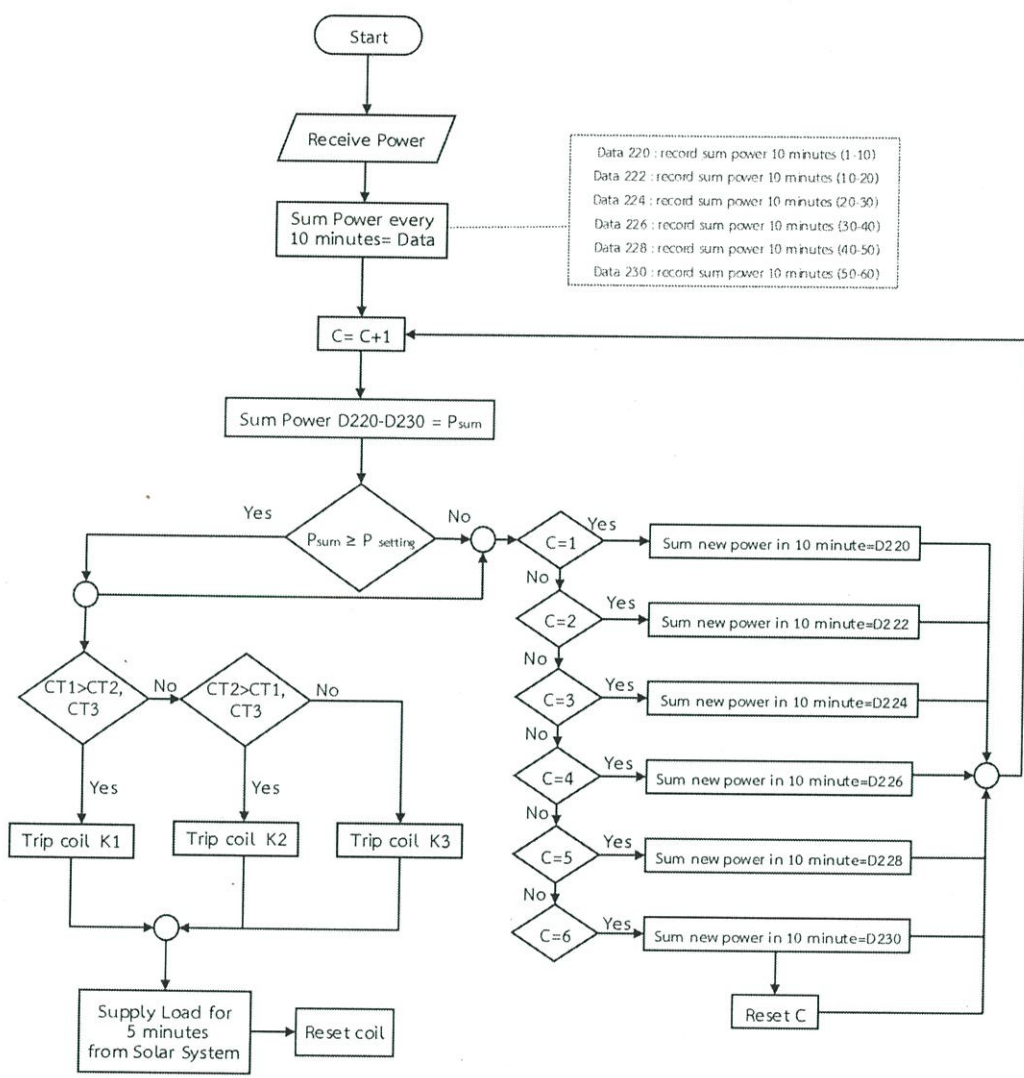 Start
Receive Power
Sum Power every
10 minutes= Data
Data 220 : record sum power 10 minutes (1-10)
Data 222 : record sum power 10 minutes (10-20)
Data 224 : record sum power 10 minutes (20-30)
Data 226 : record sum power 10 minutes (30-40)
Data 228 : record sum power 10 minutes (40-50)
Data 230 : record sum power 10 minutes (50-60)
C= C+1
Sum Power D220-D230 = Psum
Psum ≥ P setting
Yes
No
C=1
Yes
Sum new power in 10 minute=D220
No
C=2
Yes
Sum new power in 10 minute=D222
No
C=3
Yes
Sum new power in 10 minute=D224
No
C=4
Yes
Sum new power in 10 minute=D226
No
C=5
Yes
Sum new power in 10 minute=D228
No
C=6
Yes
Sum new power in 10 minute=D230
Reset C
CT1>CT2,
CT3
No
CT2>CT1,
CT3
No
Yes
Yes
Trip coil K1
Trip coil K2
Trip coil K3
Supply Load for
5 minutes
from Solar System
Reset coil